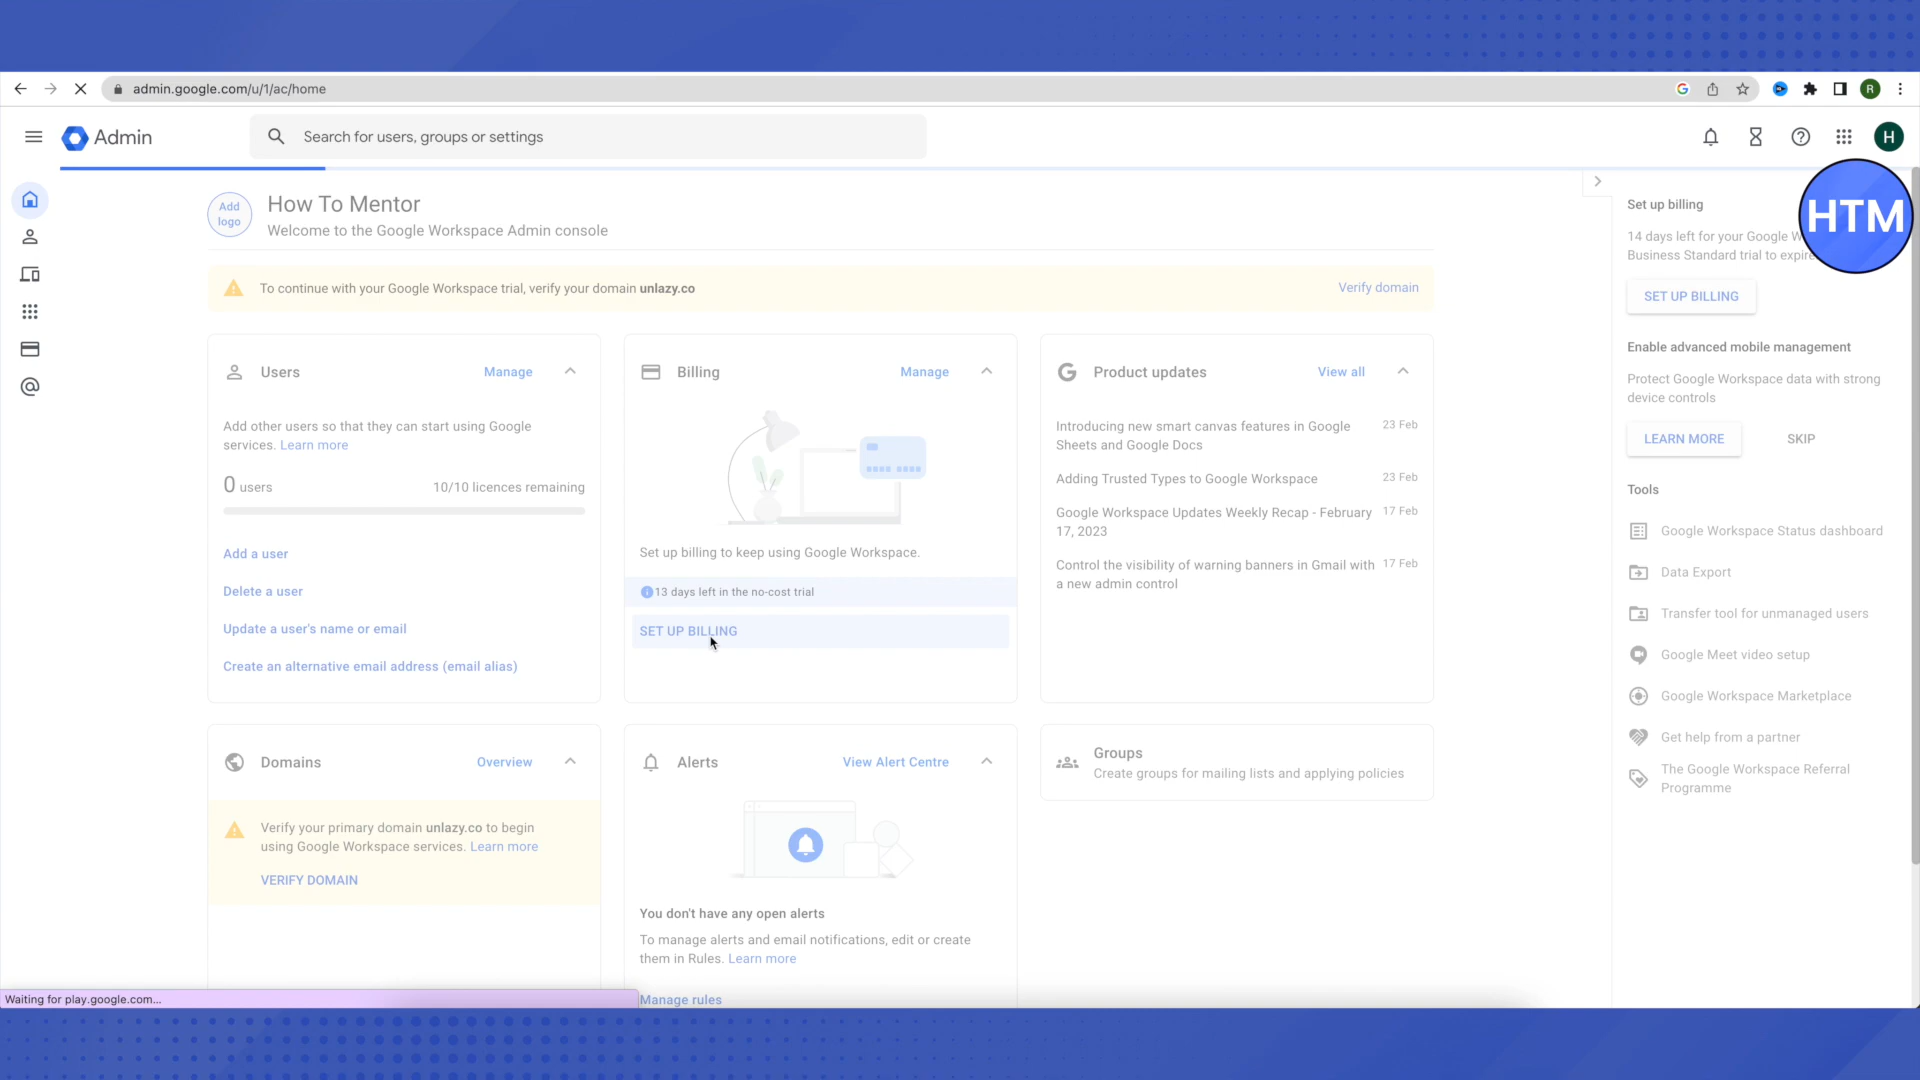 admin.google.com/u/1/ac/home
R
Admin
Search for users, groups or settings
H
HTM
Add
logo
How To Mentor
Welcome to the Google Workspace Admin console
To continue with your Google Workspace trial, verify your domain unlazy.co
Verify domain
Users
Manage
Add other users so that they can start using Google
services. Learn more
0 users
10/10 licences remaining
Add a user
Delete a user
Update a user's name or email
Create an alternative email address (email alias)
Billing
Manage
Set up billing to keep using Google Workspace.
13 days left in the no-cost trial
SET UP BILLING
Product updates
View all
Introducing new smart canvas features in Google
Sheets and Google Docs
23 Feb
Adding Trusted Types to Google Workspace
23 Feb
Google Workspace Updates Weekly Recap - February
17, 2023
17 Feb
Control the visibility of warning banners in Gmail with
a new admin control
17 Feb
Domains
Overview
Verify your primary domain unlazy.co to begin
using Google Workspace services. Learn more
VERIFY DOMAIN
Alerts
View Alert Centre
You don't have any open alerts
To manage alerts and email notifications, edit or create
them in Rules. Learn more
Manage rules
Groups
Create groups for mailing lists and applying policies
Set up billing
14 days left for your Google
Business Standard trial to expire
SET UP BILLING
Enable advanced mobile management
Protect Google Workspace data with strong
device controls
LEARN MORE
SKIP
Tools
Google Workspace Status dashboard
Data Export
Transfer tool for unmanaged users
Google Meet video setup
Google Workspace Marketplace
Get help from a partner
The Google Workspace Referral
Programme
Waiting for play.google.com...